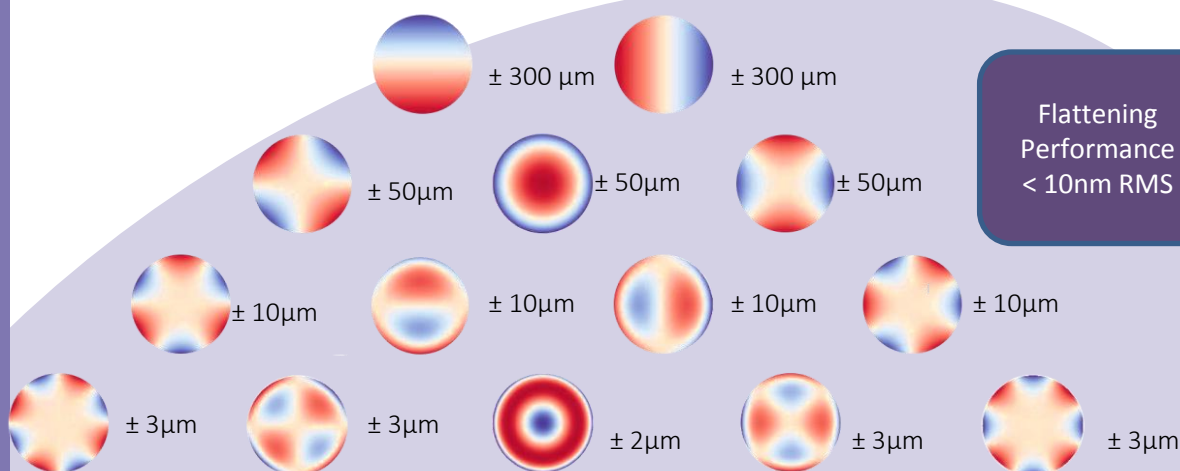 ± 300 µm
± 300 µm
Flattening
Performance
< 10nm RMS
± 50µm
± 50µm
± 50µm
± 10µm
± 10µm
± 10µm
± 10µm
± 3µm
± 3µm
± 2µm
± 3µm
± 3µm